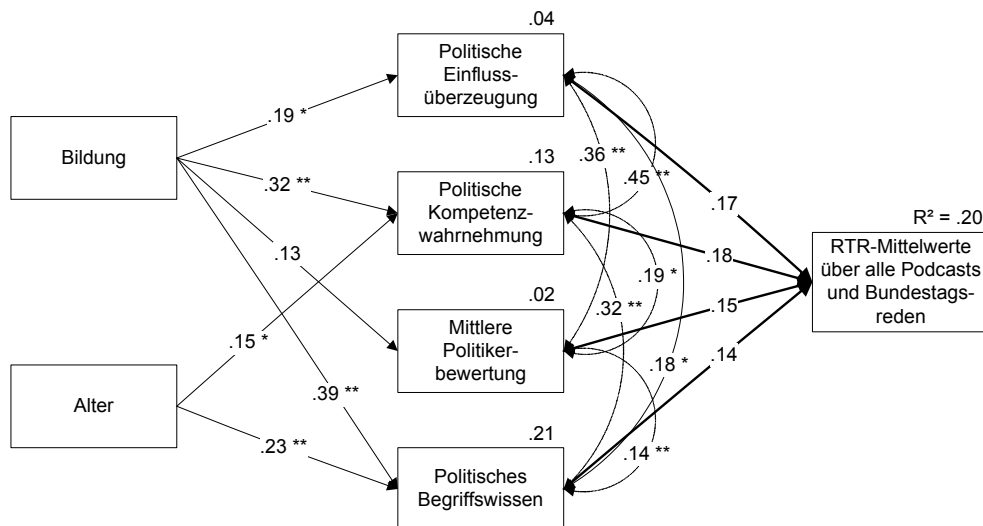 .04
Politische
Einfluss-
überzeugung
.19 *
Bildung
.36 **
.13
.45 **
.32 **
Politische
Kompetenz-
wahrnehmung
.17
R² = .20
RTR-Mittelwerte
über alle Podcasts
und Bundestags-
reden
.13
.18
.19 *
.02
.32 **
.15
.15 *
Mittlere
Politiker-
bewertung
.14
.18 *
Alter
.39 **
.21
.23 **
.14 **
Politisches
Begriffswissen